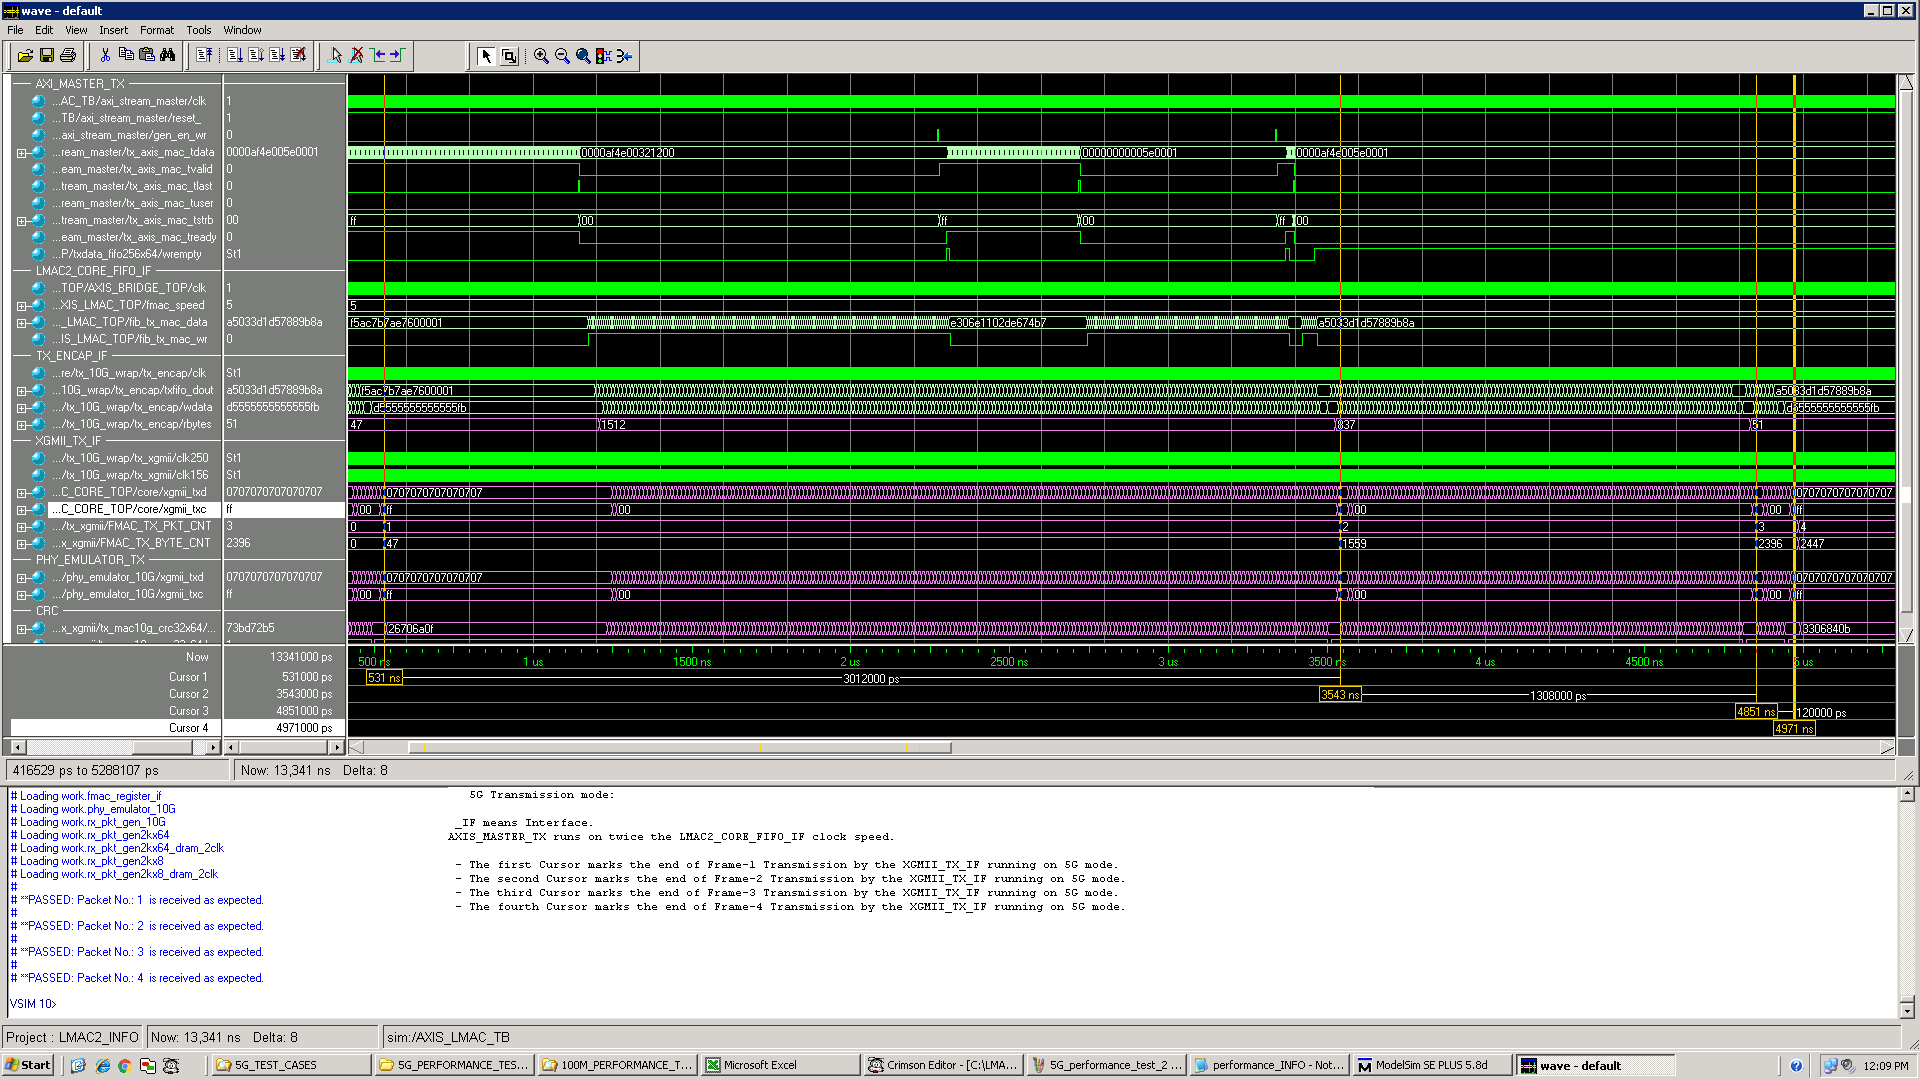 wave - default
File Edit View Insert Format Tools Window
AXI_MASTER_TX
...AC_TB/axi_stream_master/clk 1
...TB/axi_stream_master/reset_ 1
...axi_stream_master/gen_en_wr 0
...ream_master/tx_axis_mac_tdata 0000af4e005e0001 0000af4e00321200 00000000005e0001 0000af4e005e0001
...eam_master/tx_axis_mac_tvalid 0
...tream_master/tx_axis_mac_tlast 0
...ream_master/tx_axis_mac_tuser 0
...tream_master/tx_axis_mac_tstrb 00 ff 00 ff 00 ff 00
...eam_master/tx_axis_mac_tready 0
...P/txdata_fifo256x64/wrempty St1
LMAC2_CORE_FIFO_IF
...TOP/AXIS_BRIDGE_TOP/clk 1
...XIS_LMAC_TOP/fmac_speed 5 5
..._LMAC_TOP/fib_tx_mac_data a5033d1d57889b8a f5ac7b7ae7600001 e306e1102de674b7 a5033d1d57889b8a
...IS_LMAC_TOP/fib_tx_mac_wr 0
TX_ENCAP_IF
...re/tx_10G_wrap/tx_encap/clk St1
...10G_wrap/tx_encap/txfifo_dout a5033d1d57889b8a f5ac7b7ae7600001 a5033d1d57889b8a
.../tx_10G_wrap/tx_encap/wdata d5555555555555fb d5555555555555fb d5555555555555fb
.../tx_10G_wrap/tx_encap/rbytes 51 47 1512 837 51
XGMII_TX_IF
.../tx_10G_wrap/tx_xgmii/clk250 St1
.../tx_10G_wrap/tx_xgmii/clk156 St1
...C_CORE_TOP/core/xgmii_txd 0707070707070707 0707070707070707 0707070707070707
...C_CORE_TOP/core/xgmii_txc ff 00 ff 00 00 00 ff
.../tx_xgmii/FMAC_TX_PKT_CNT 3 0 1 2 3 4
...x_xgmii/FMAC_TX_BYTE_CNT 2396 0 47 1559 2396 2447
PHY_EMULATOR_TX
.../phy_emulator_10G/xgmii_txd 0707070707070707 0707070707070707 0707070707070707
.../phy_emulator_10G/xgmii_txc ff 00 ff 00 00 00 ff
CRC
...x_xgmii/tx_mac10g_crc32x64/... 73bd72b5 26706a0f 3306840b
Now 13341000 ps 500 ns 1 us 1500 ns 2 us 2500 ns 3 us 3500 ns 4 us 4500 ns 5 us
Cursor 1 531000 ps 531 ns 3012000 ps
Cursor 2 3543000 ps 3543 ns 1308000 ps
Cursor 3 4851000 ps 4851 ns 120000 ps
Cursor 4 4971000 ps 4971 ns
416529 ps to 5288107 ps Now: 13,341 ns Delta: 8
# Loading work.fmac_register_if
# Loading work.phy_emulator_10G
# Loading work.rx_pkt_gen_10G
# Loading work.rx_pkt_gen2kx64
# Loading work.rx_pkt_gen2kx64_dram_2clk
# Loading work.rx_pkt_gen2kx8
# Loading work.rx_pkt_gen2kx8_dram_2clk
#
# **PASSED: Packet No.: 1 is received as expected.
#
# **PASSED: Packet No.: 2 is received as expected.
#
# **PASSED: Packet No.: 3 is received as expected.
#
# **PASSED: Packet No.: 4 is received as expected.
VSIM 10>
5G Transmission mode:
_IF means Interface.
AXIS_MASTER_TX runs on twice the LMAC2_CORE_FIFO_IF clock speed.
- The first Cursor marks the end of Frame-1 Transmission by the XGMII_TX_IF running on 5G mode.
- The second Cursor marks the end of Frame-2 Transmission by the XGMII_TX_IF running on 5G mode.
- The third Cursor marks the end of Frame-3 Transmission by the XGMII_TX_IF running on 5G mode.
- The fourth Cursor marks the end of Frame-4 Transmission by the XGMII_TX_IF running on 5G mode.
Project : LMAC2_INFO Now: 13,341 ns Delta: 8 sim:/AXIS_LMAC_TB
Start 5G_TEST_CASES 5G_PERFORMANCE_TES... 100M_PERFORMANCE_T... Microsoft Excel Crimson Editor - [C:\LMA... 5G_performance_test_2 ... performance_INFO - Not... ModelSim SE PLUS 5.8d wave - default 12:09 PM